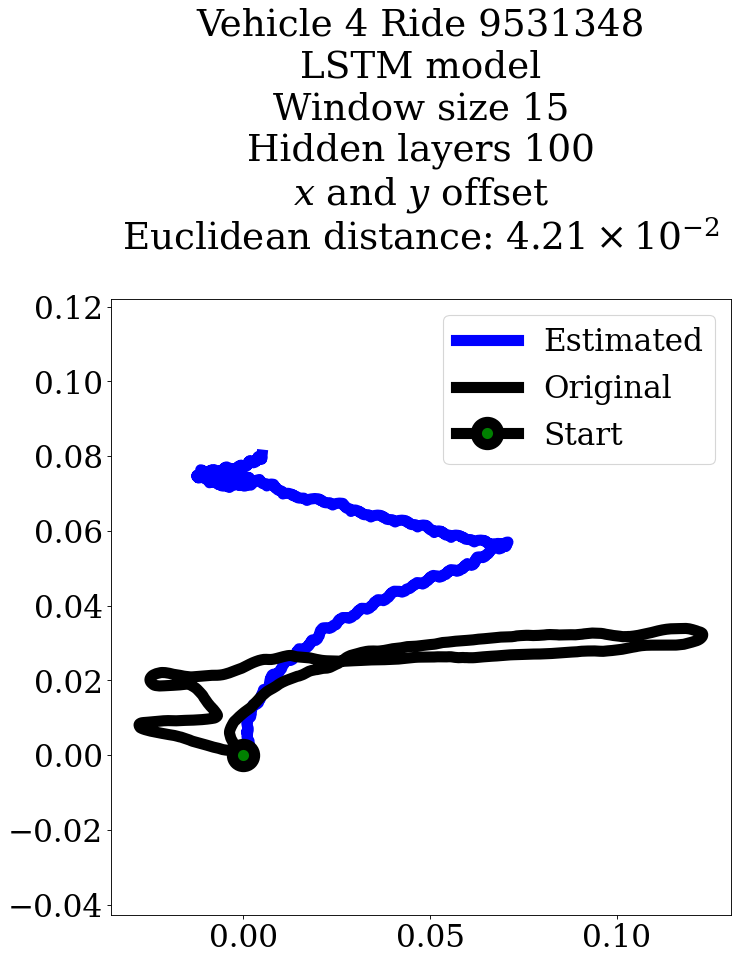 Vehicle 4 Ride 9531348
LSTM model
Window size 15
Hidden layers 100
x and y offset
Euclidean distance: 4.21 × 10⁻²
0.12
0.10
0.08
0.06
0.04
0.02
0.00
−0.02
−0.04
Estimated
Original
Start
0.00 0.05 0.10